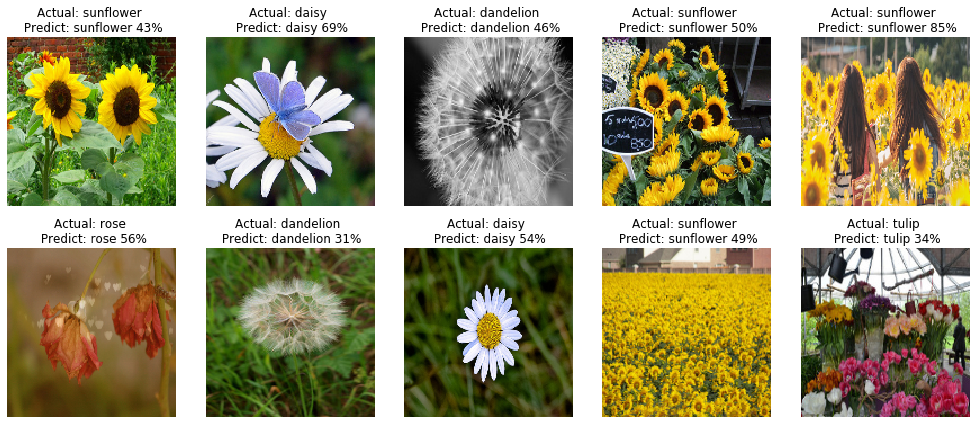 Actual: sunflower
Predict: sunflower 43%
Actual: daisy
Predict: daisy 69%
Actual: dandelion
Predict: dandelion 46%
Actual: sunflower
Predict: sunflower 50%
Actual: sunflower
Predict: sunflower 85%
Actual: rose
Predict: rose 56%
Actual: dandelion
Predict: dandelion 31%
Actual: daisy
Predict: daisy 54%
Actual: sunflower
Predict: sunflower 49%
Actual: tulip
Predict: tulip 34%